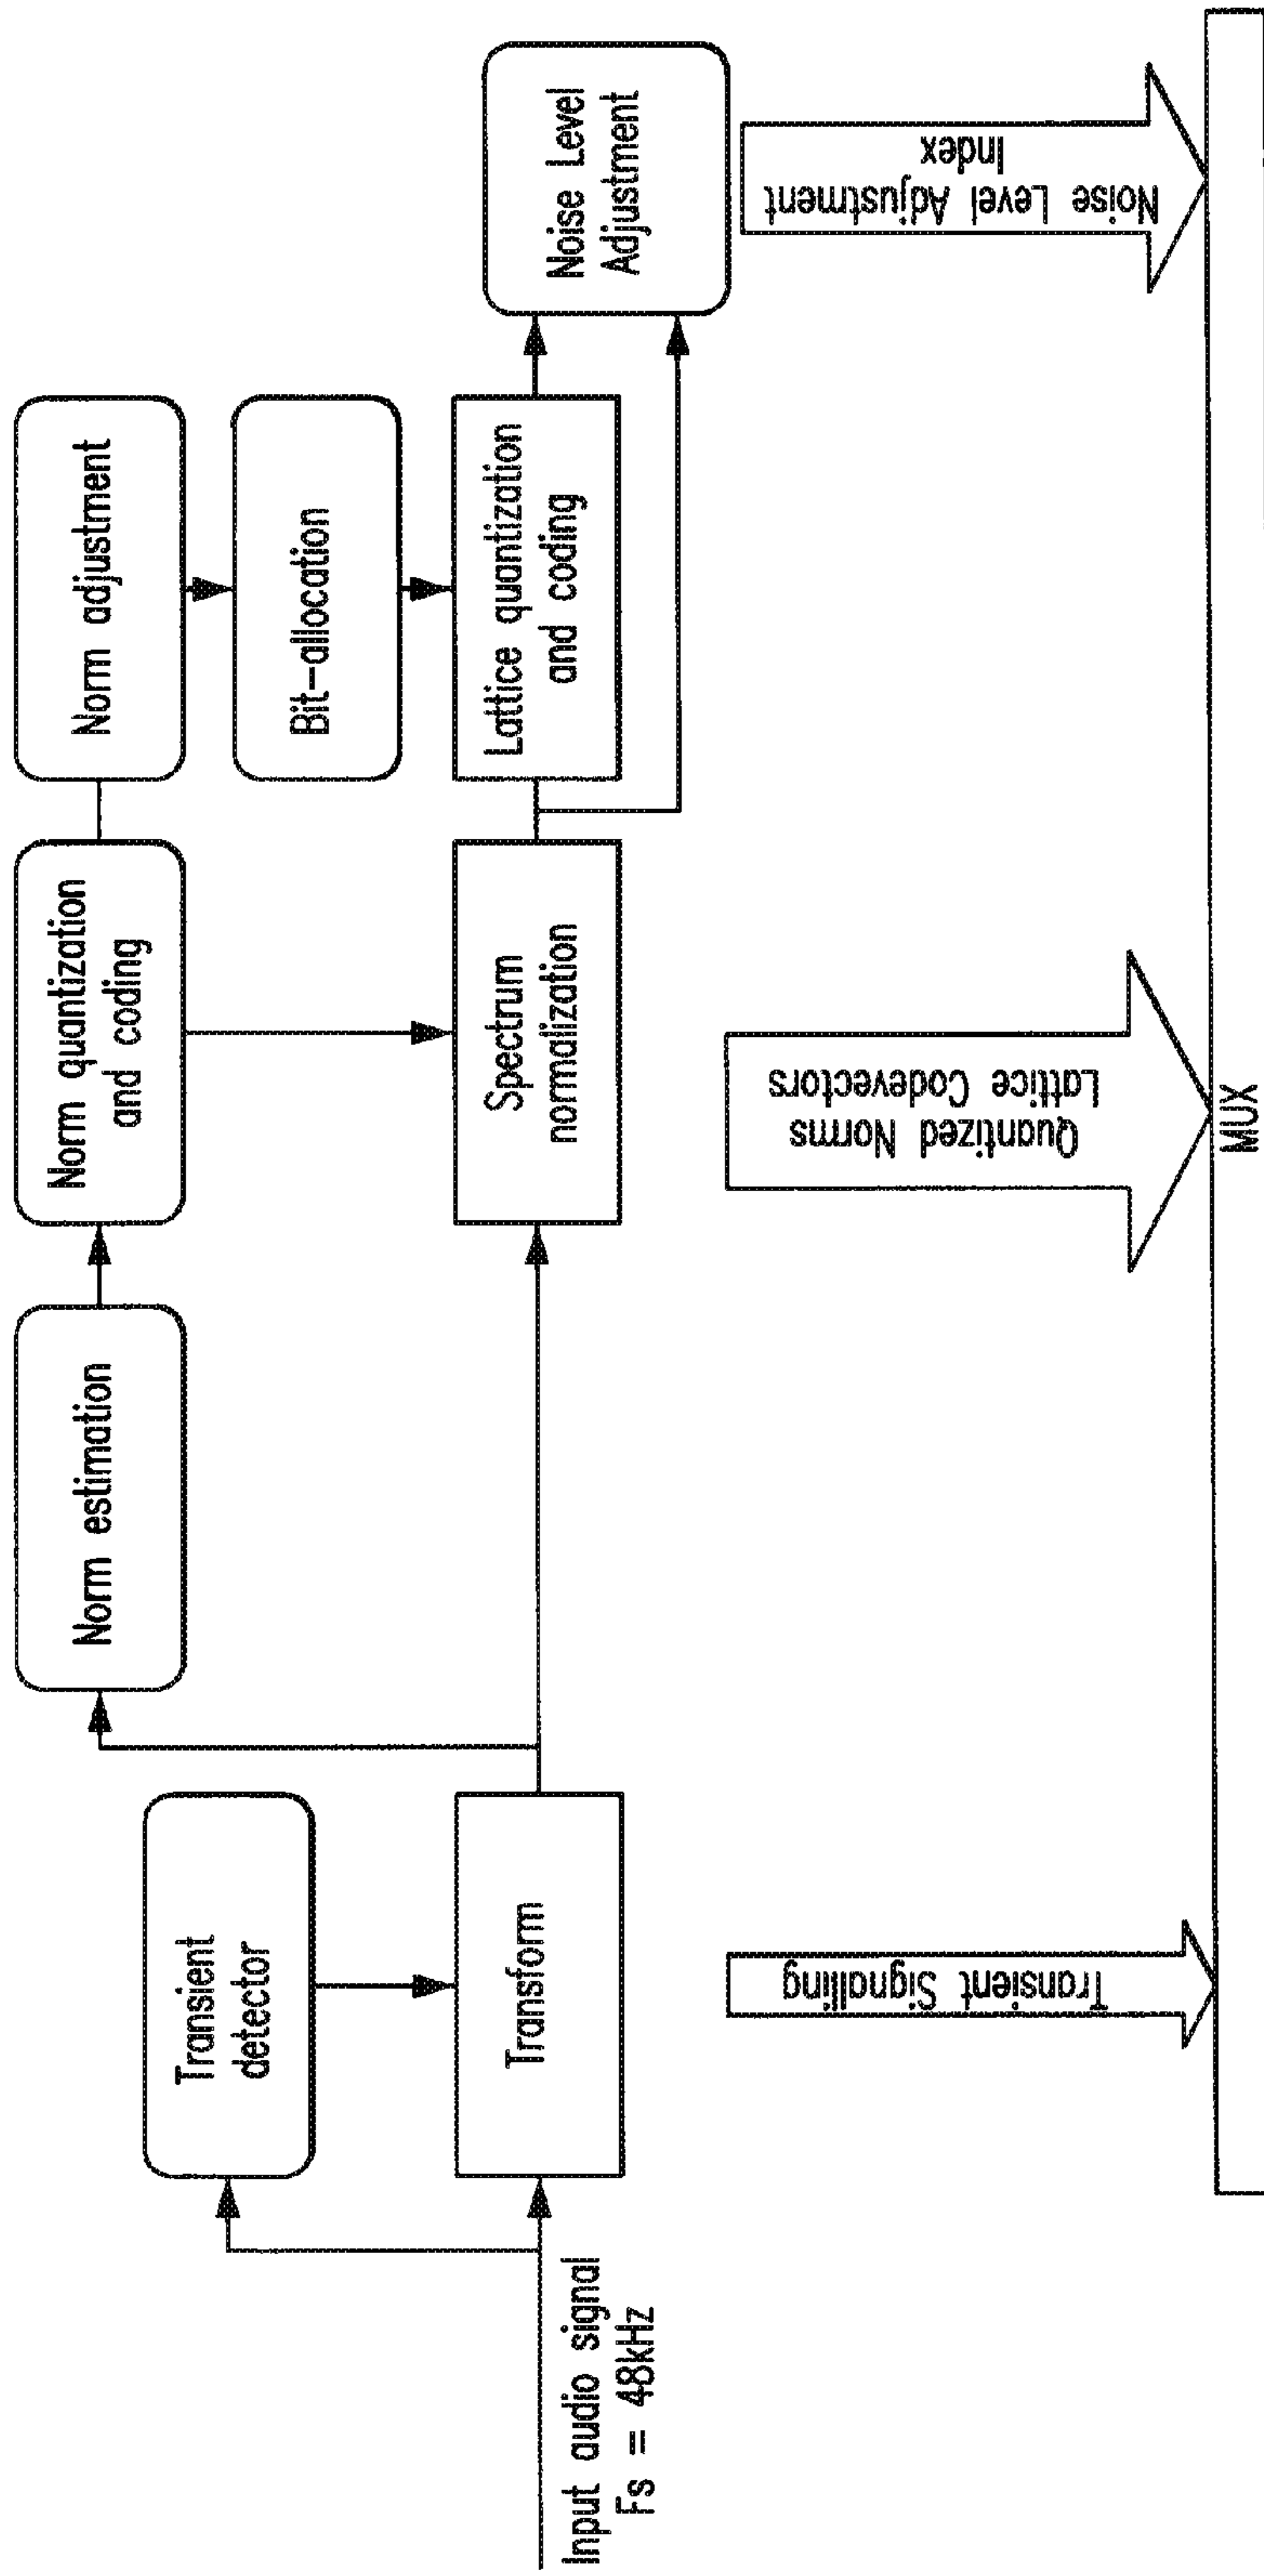 Input audio signal
Fs = 48kHz
Transient
detector
Transform
Norm estimation
Norm quantization
and coding
Spectrum
normalization
Norm adjustment
Bit-allocation
Lattice quantization
and coding
Noise Level
Adjustment
Transient Signalling
Quantized Norms
Lattice Codevectors
Noise Level Adjustment
Index
MUX